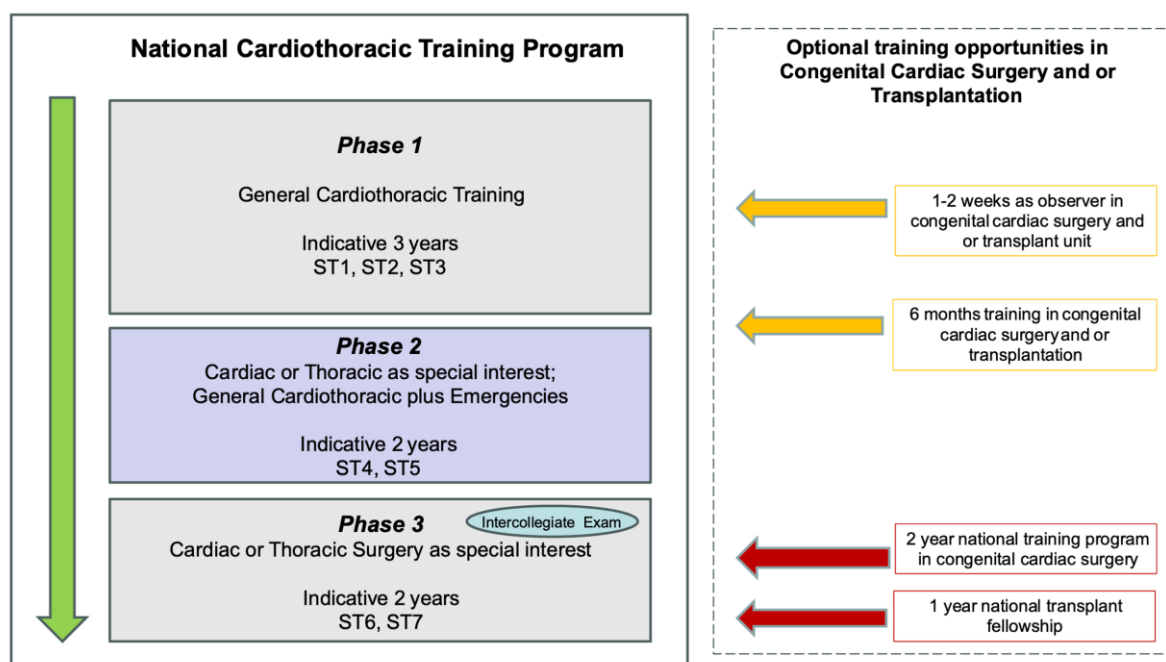 National Cardiothoracic Training Program
Phase 1
General Cardiothoracic Training
Indicative 3 years
ST1, ST2, ST3
Phase 2
Cardiac or Thoracic as special interest;
General Cardiothoracic plus Emergencies
Indicative 2 years
ST4, ST5
Phase 3
Intercollegiate Exam
Cardiac or Thoracic Surgery as special interest
Indicative 2 years
ST6, ST7
Optional training opportunities in
Congenital Cardiac Surgery and or
Transplantation
1-2 weeks as observer in
congenital cardiac surgery and
or transplant unit
6 months training in congenital
cardiac surgery and or
transplantation
2 year national training program
in congenital cardiac surgery
1 year national transplant
fellowship